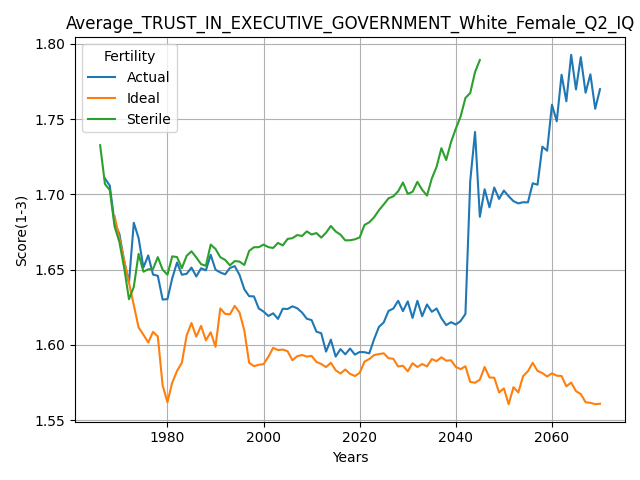 Average_TRUST_IN_EXECUTIVE_GOVERNMENT_White_Female_Q2_IQ
Fertility
Actual
Ideal
Sterile
Score(1-3)
1.80
1.75
1.70
1.65
1.60
1.55
1980
2000
2020
2040
2060
Years